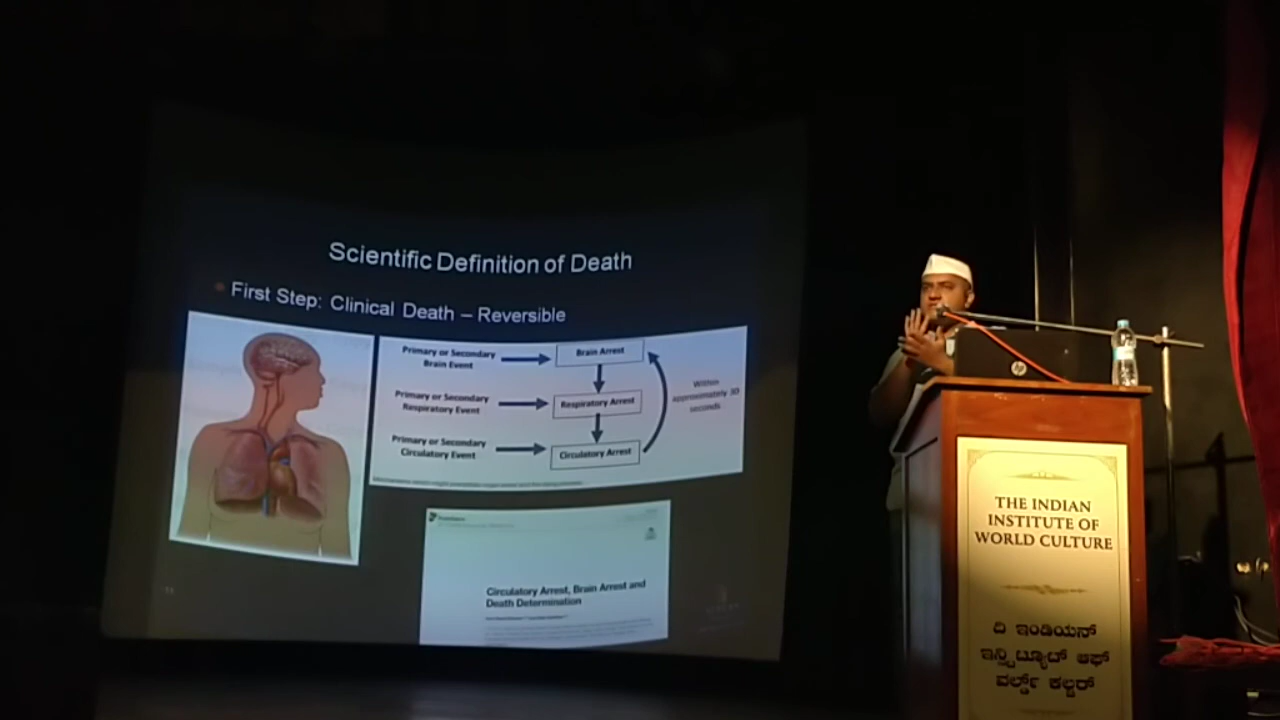 Scientific Definition of Death
First Step: Clinical Death – Reversible
Primary or Secondary
Brain Event
Brain Arrest
Primary or Secondary
Respiratory Event
Respiratory Arrest
Primary or Secondary
Circulatory Event
Circulatory Arrest
Within
approximately 30
seconds
Circulatory Arrest, Brain Arrest and
Death Determination
hp
THE INDIAN
INSTITUTE OF
WORLD CULTURE
ದಿ ಇಂಡಿಯನ್
ಇನ್ಸ್ಟಿಟ್ಯೂಟ್ ಆಫ್
ವರ್ಲ್ಡ್ ಕಲ್ಚರ್